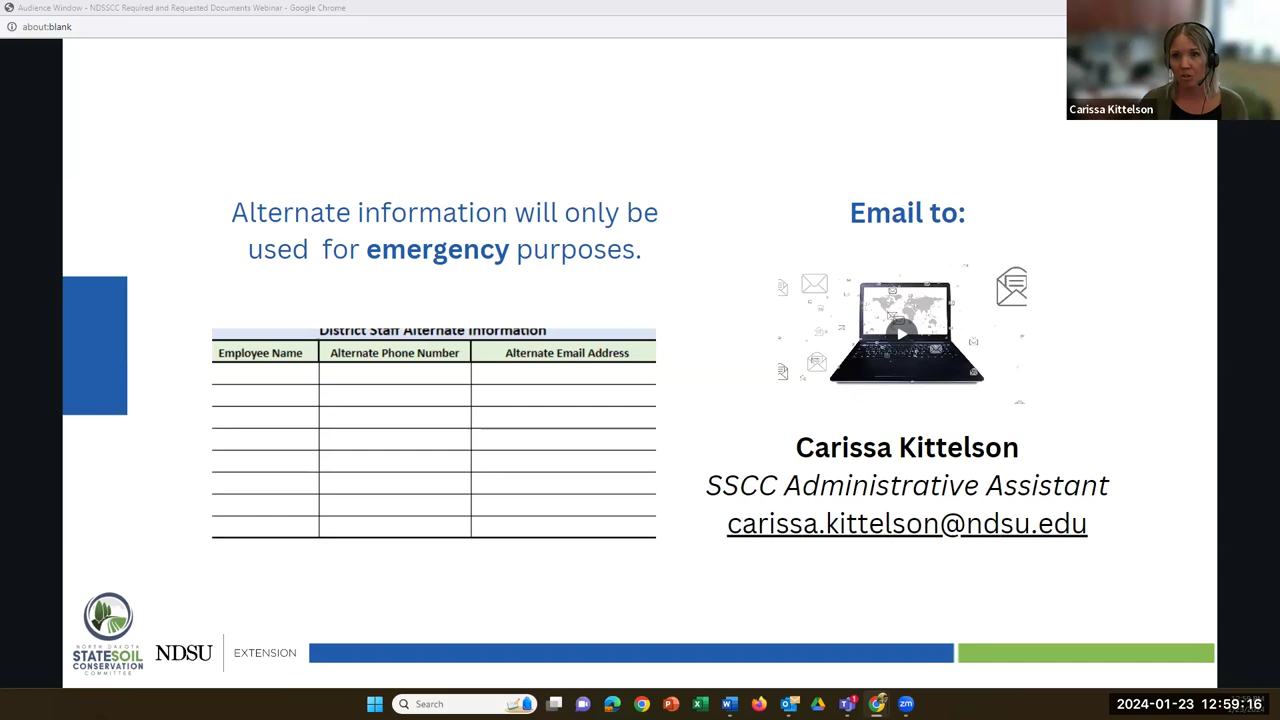 Audience Window - NDSSCC Required and Requested Documents Webinar - Google Chrome
about:blank
Carissa Kittelson
Alternate information will only be
used for emergency purposes.
Email to:
District Staff Alternate Information
Employee Name Alternate Phone Number Alternate Email Address
Carissa Kittelson
SSCC Administrative Assistant
carissa.kittelson@ndsu.edu
NORTH DAKOTA
STATE SOIL
CONSERVATION
COMMITTEE
NDSU EXTENSION
Search
2024-01-23 12:59:16